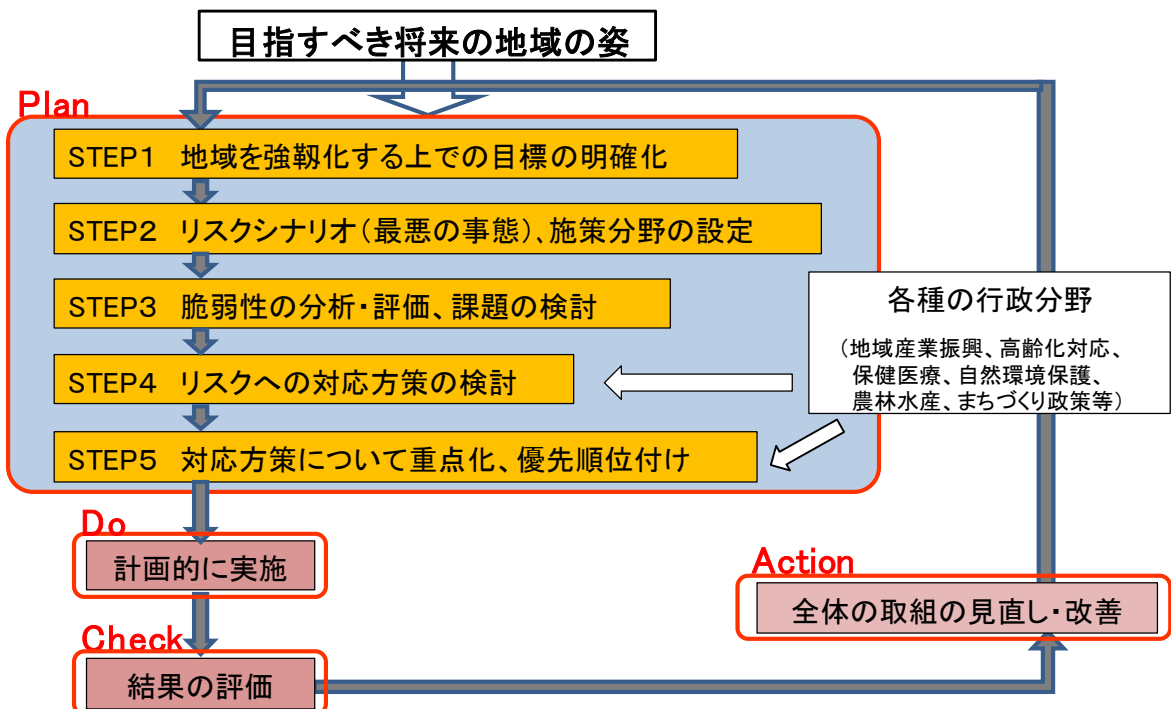 目指すべき将来の地域の姿
Plan
STEP1 地域を強靱化する上での目標の明確化
STEP2 リスクシナリオ（最悪の事態）、施策分野の設定
STEP3 脆弱性の分析・評価、課題の検討
STEP4 リスクへの対応方策の検討
STEP5 対応方策について重点化、優先順位付け
各種の行政分野
（地域産業振興、高齢化対応、
保健医療、自然環境保護、
農林水産、まちづくり政策等）
Do
計画的に実施
Check
結果の評価
Action
全体の取組の見直し・改善